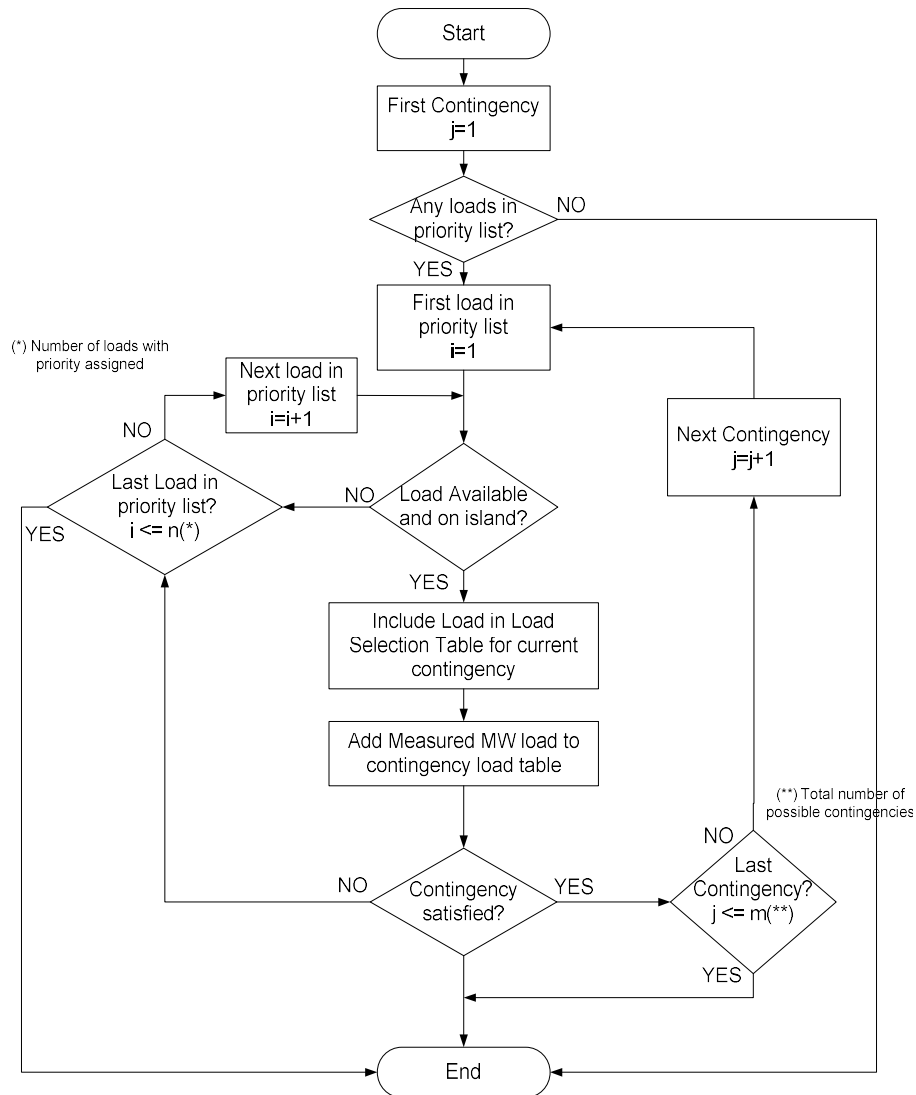 Start
First Contingency
j=1
Any loads in
priority list?
NO
YES
First load in
priority list
i=1
(*) Number of loads with
priority assigned
Next load in
priority list
i=i+1
NO
Next Contingency
j=j+1
Last Load in
priority list?
i <= n(*)
YES
NO
Load Available
and on island?
YES
Include Load in Load
Selection Table for current
contingency
Add Measured MW load to
contingency load table
(**) Total number of
possible contingencies
NO
Last
Contingency?
j <= m(**)
NO
Contingency
satisfied?
YES
YES
End